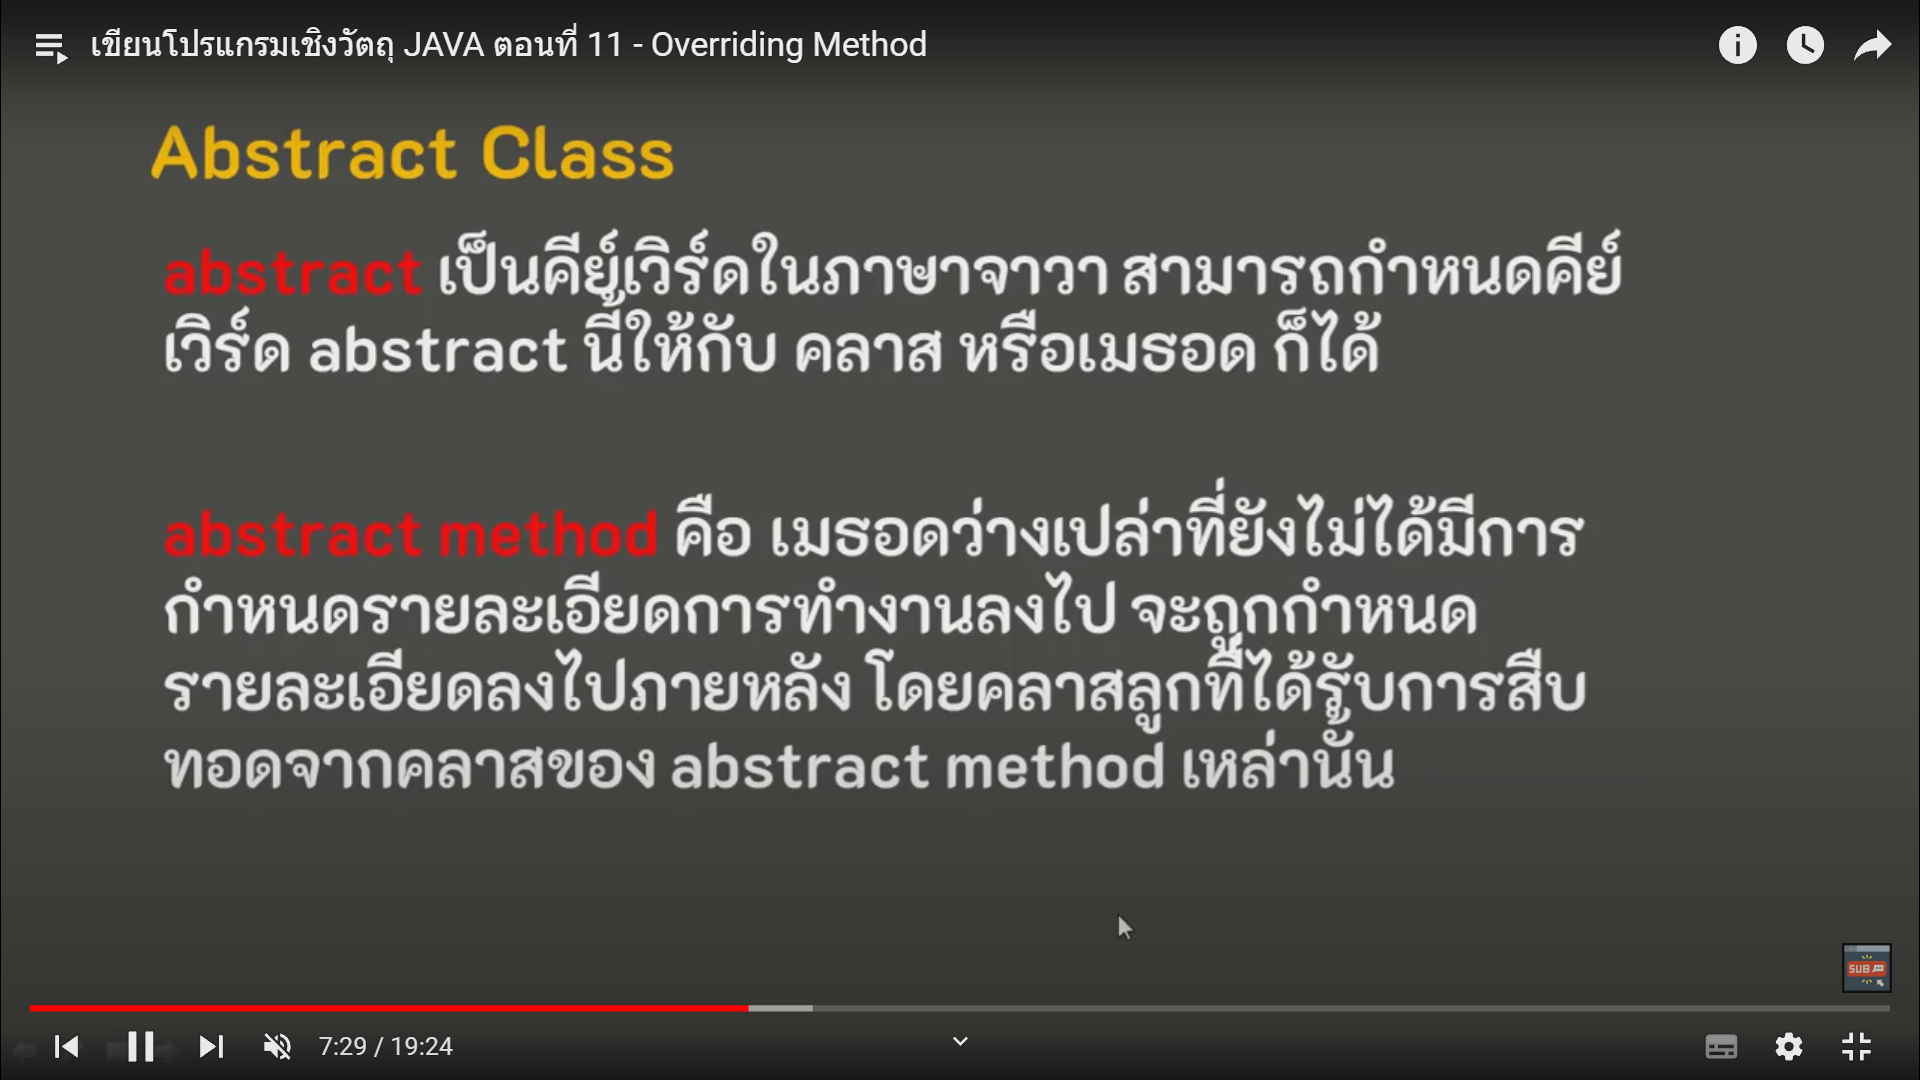 เขียนโปรแกรมเชิงวัตถุ JAVA ตอนที่ 11 - Overriding Method
Abstract Class
abstract เป็นคีย์เวิร์ดในภาษาจาวา สามารถกำหนดคีย์
เวิร์ด abstract นี้ให้กับ คลาส หรือเมธอด ก็ได้
abstract method คือ เมธอดว่างเปล่าที่ยังไม่ได้มีการ
กำหนดรายละเอียดการทำงานลงไป จะถูกกำหนด
รายละเอียดลงไปภายหลัง โดยคลาสลูกที่ได้รับการสืบ
ทอดจากคลาสของ abstract method เหล่านั้น
SUB
7:29 / 19:24